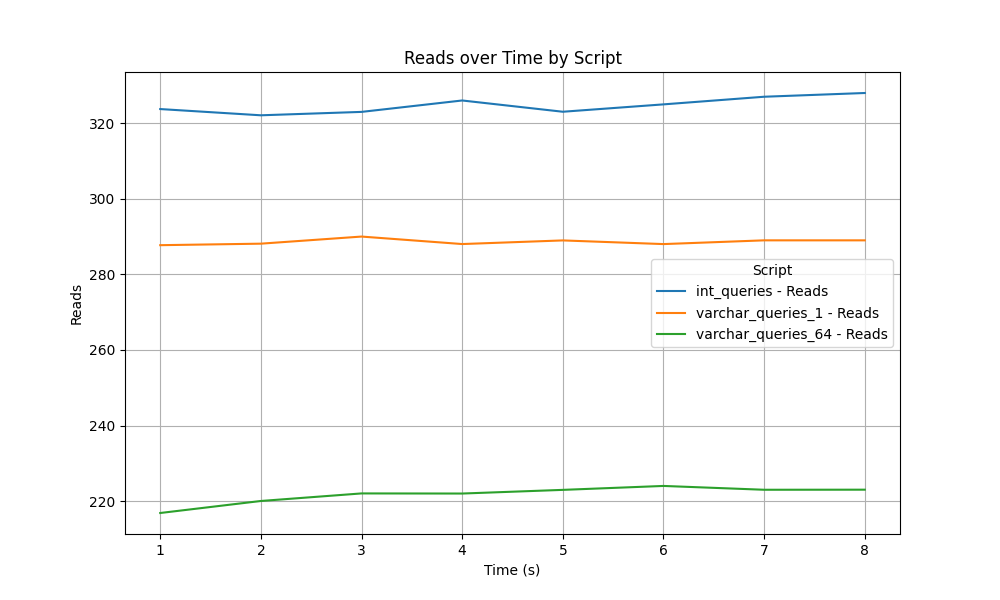 Reads over Time by Script
320
300
280
260
240
220
Reads
Script
int_queries - Reads
varchar_queries_1 - Reads
varchar_queries_64 - Reads
1 2 3 4 5 6 7 8
Time (s)